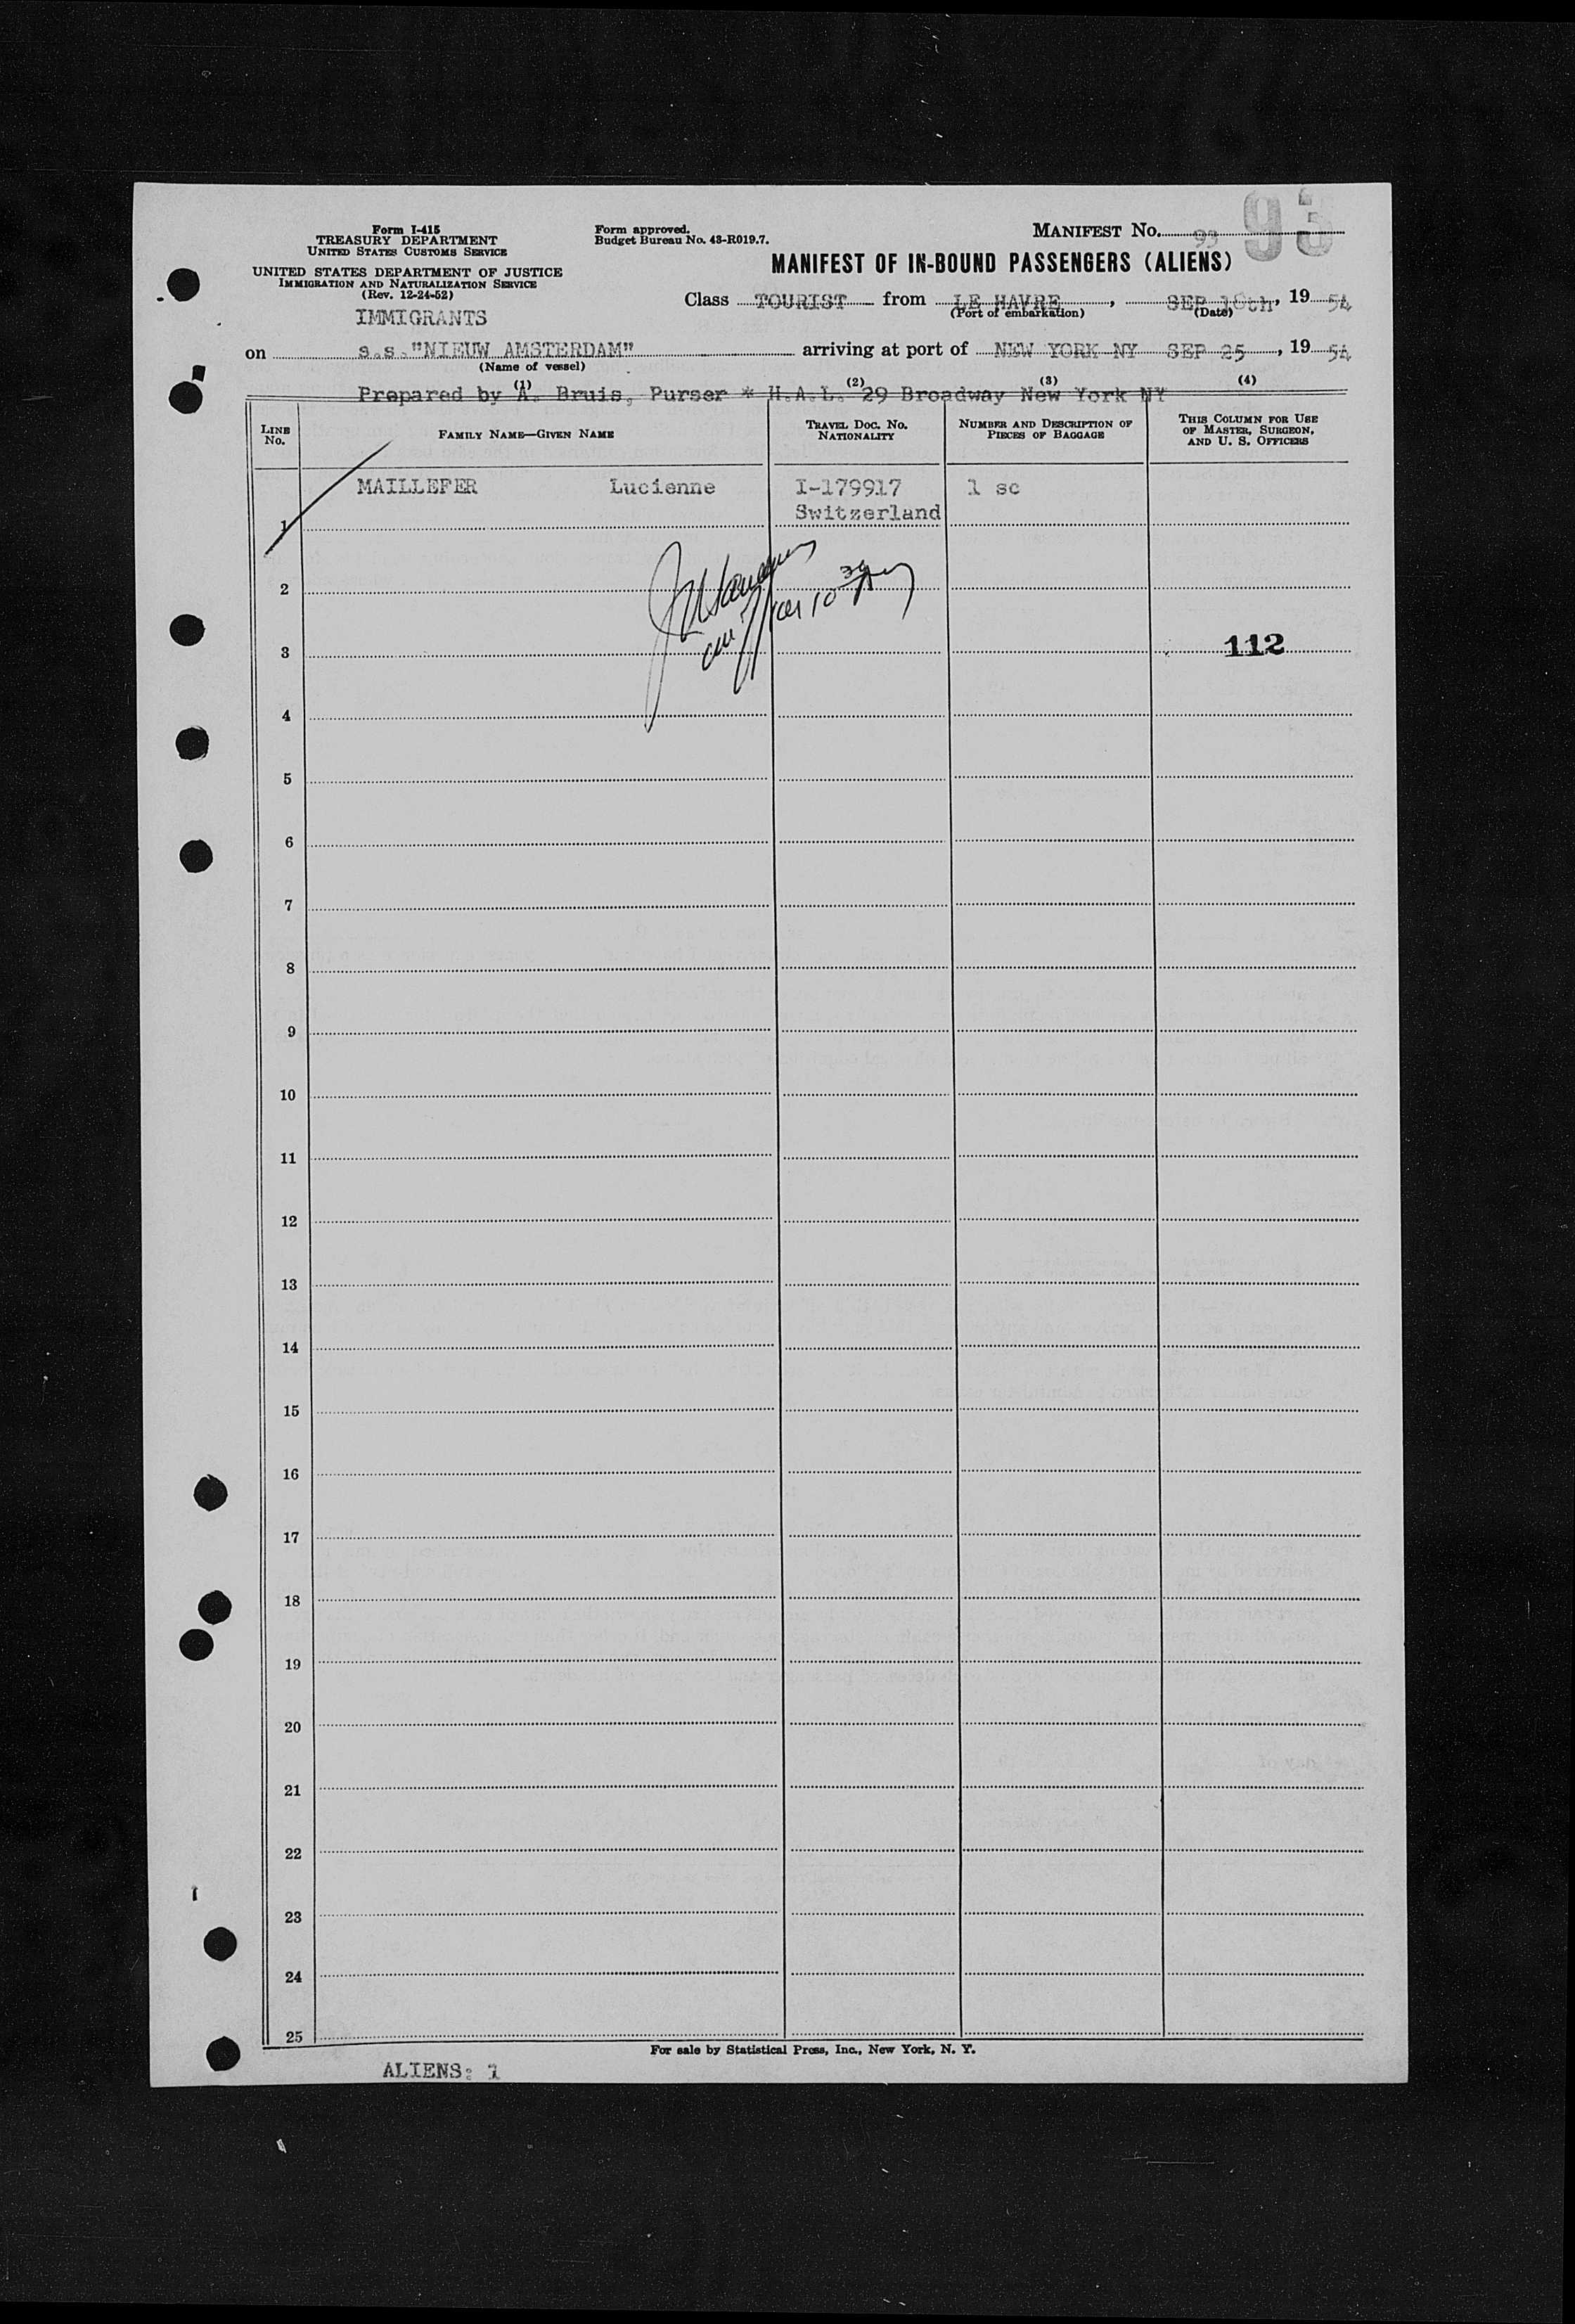 Form I-415
TREASURY DEPARTMENT
UNITED STATES CUSTOMS SERVICE
UNITED STATES DEPARTMENT OF JUSTICE
IMMIGRATION AND NATURALIZATION SERVICE
(Rev. 12-24-52)
IMMIGRANTS
Form approved.
Budget Bureau No. 43-R019.7.
MANIFEST No. 93 93
MANIFEST OF IN-BOUND PASSENGERS (ALIENS)
Class TOURIST from LE HAVRE, SEP 18th, 19 54
(Port of embarkation) (Date)
on s.s."NIEUW AMSTERDAM" arriving at port of NEW YORK NY SEP 25, 19 54
(Name of vessel)
(1) (2) (3) (4)
Prepared by A. Bruis, Purser * H.A.L. 29 Broadway New York NY
LINE No. FAMILY NAME—GIVEN NAME TRAVEL DOC. No. NATIONALITY NUMBER AND DESCRIPTION OF PIECES OF BAGGAGE THIS COLUMN FOR USE OF MASTER, SURGEON, AND U. S. OFFICERS
MAILLEFER Lucienne I-179917 1 sc
1 Switzerland
2
3 112
4
5
6
7
8
9
10
11
12
13
14
15
16
17
18
19
20
21
22
23
24
25
For sale by Statistical Press, Inc., New York, N. Y.
ALIENS: 1